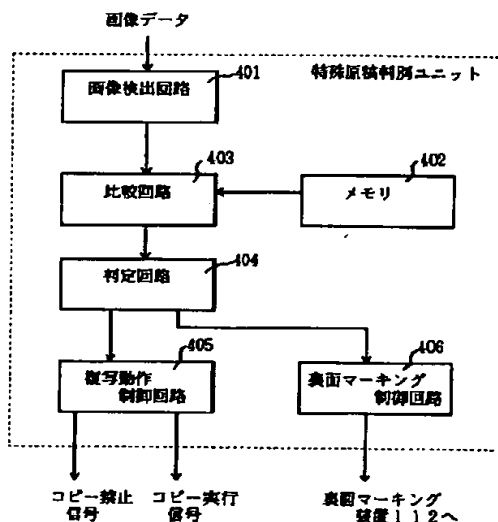 画像データ
401
特殊原稿判別ユニット
画像検出回路
403
402
比較回路
メモリ
404
判定回路
405
406
複写動作
制御回路
裏面マーキング
制御回路
コピー禁止
信号
コピー実行
信号
裏面マーキング
装置112へ